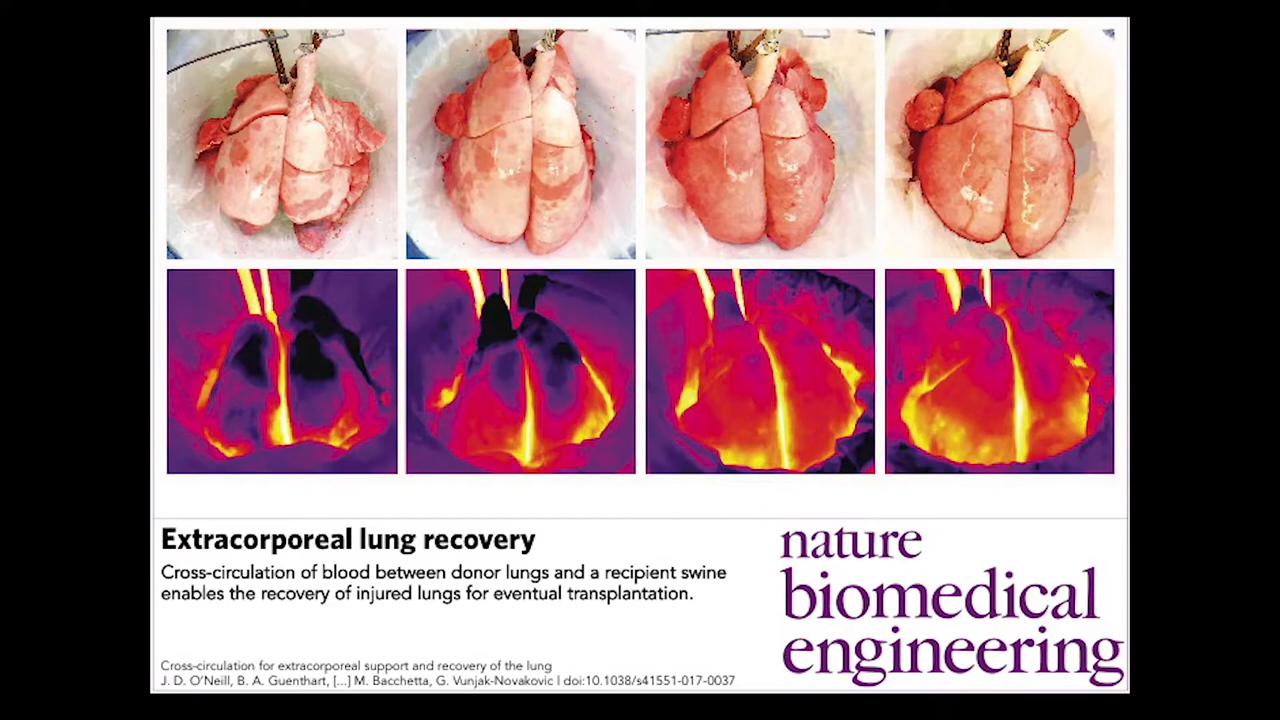 Extracorporeal lung recovery
Cross-circulation of blood between donor lungs and a recipient swine
enables the recovery of injured lungs for eventual transplantation.
Cross-circulation for extracorporeal support and recovery of the lung
J. D. O'Neill, B. A. Guenthart, [...] M. Bacchetta, G. Vunjak-Novakovic | doi:10.1038/s41551-017-0037
nature
biomedical
engineering